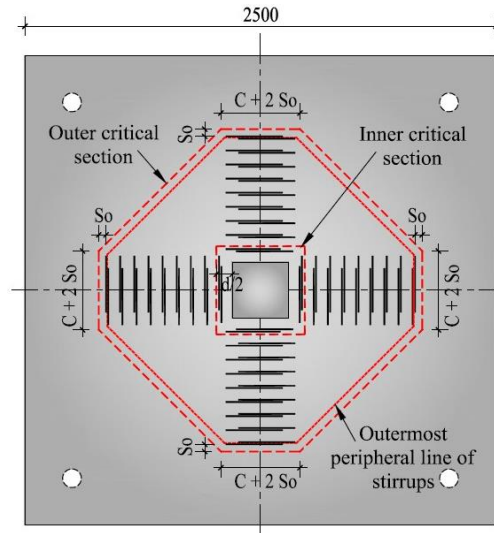 2500
C + 2 So
Outer critical
section
So
Inner critical
section
So
So
C + 2 So
d/2
C + 2 So
So
C + 2 So
Outermost
peripheral line of
stirrups